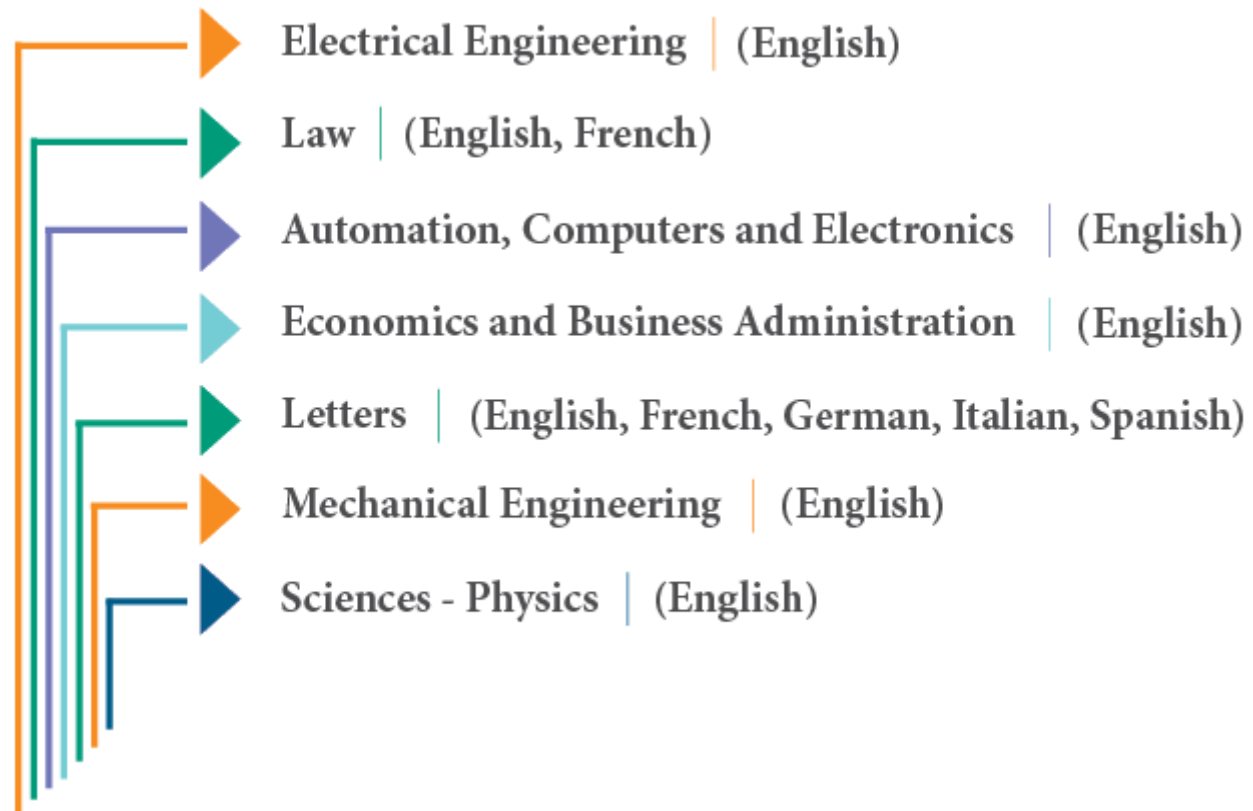 Electrical Engineering | (English)
Law | (English, French)
Automation, Computers and Electronics | (English)
Economics and Business Administration | (English)
Letters | (English, French, German, Italian, Spanish)
Mechanical Engineering | (English)
Sciences - Physics | (English)